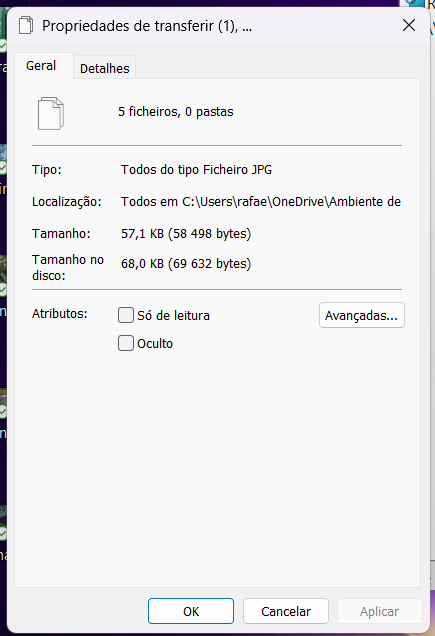 Propriedades de transferir (1), ...
Geral
Detalhes
5 ficheiros, 0 pastas
Tipo: Todos do tipo Ficheiro JPG
Localização: Todos em C:\Users\rafae\OneDrive\Ambiente de
Tamanho: 57,1 KB (58 498 bytes)
Tamanho no disco: 68,0 KB (69 632 bytes)
Atributos: Só de leitura Avançadas...
Oculto
OK Cancelar Aplicar